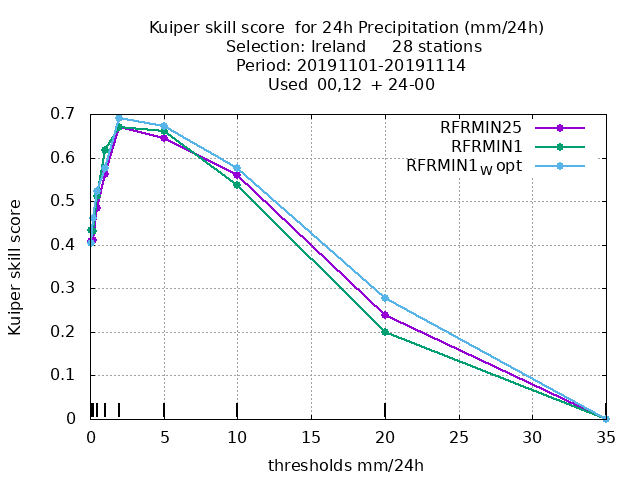 Kuiper skill score  for 24h Precipitation (mm/24h)
Selection: Ireland     28 stations
Period: 20191101-20191114
Used  00,12  + 24-00
RFRMIN25
RFRMIN1
RFRMIN1W opt
Kuiper skill score
0.7
0.6
0.5
0.4
0.3
0.2
0.1
0
0 5 10 15 20 25 30 35
thresholds mm/24h